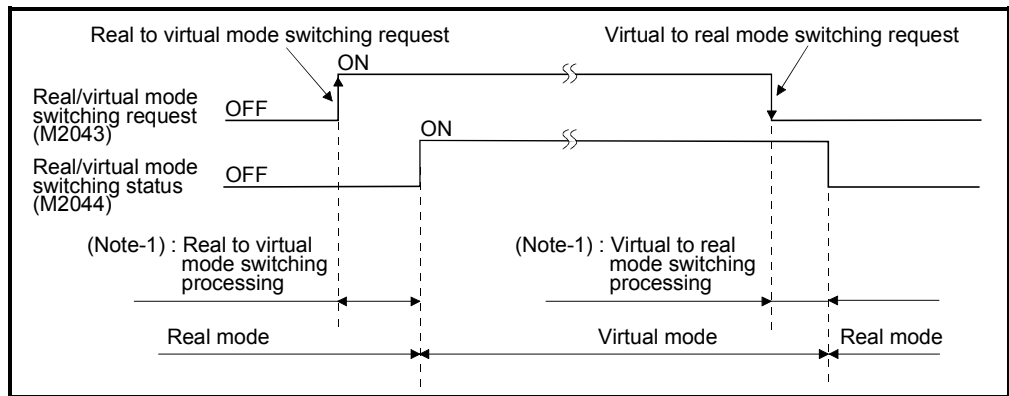 Real to virtual mode switching request
Virtual to real mode switching request
ON
Real/virtual mode
switching request
(M2043)
OFF
ON
Real/virtual mode
switching status
(M2044)
OFF
(Note-1) : Real to virtual
mode switching
processing
(Note-1) : Virtual to real
mode switching
processing
Real mode
Virtual mode
Real mode